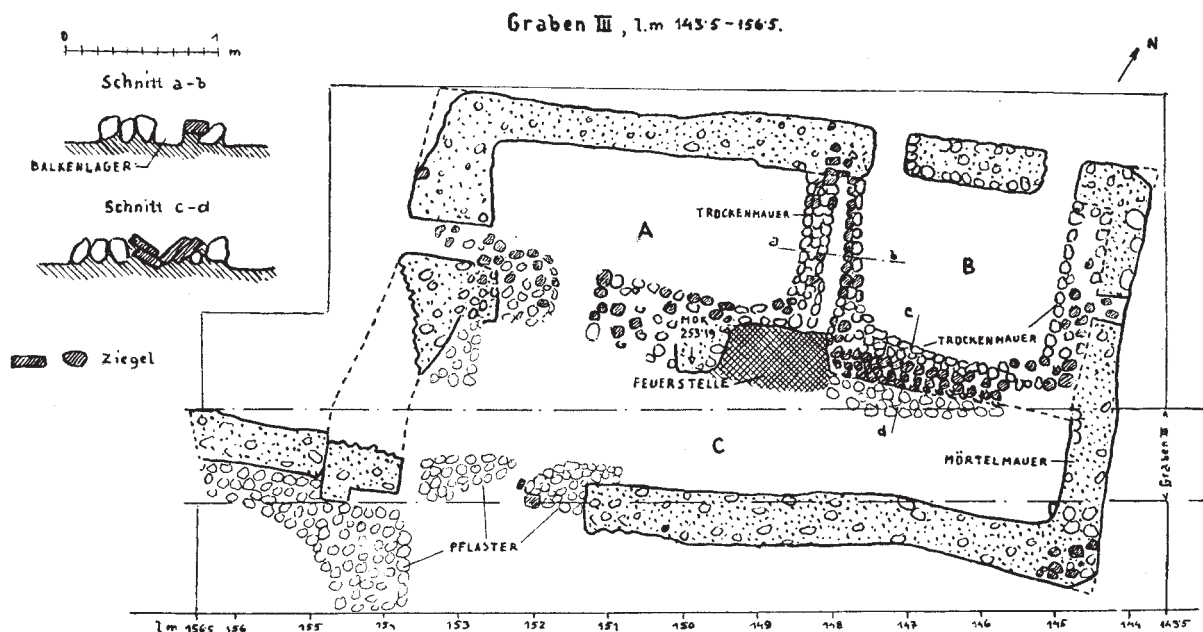 Graben III, l.m 143·5-156·5.
0 1
m
Schnitt a-b
BALKENLAGER
Schnitt c-d
Ziegel
N
A
TROCKENMAUER
a
b
B
c
MOR
253·19
TROCKENMAUER
FEUERSTELLE
d
C
MÖRTELMAUER
Graben III
PFLASTER
l.m 156·5 156 155 154 153 152 151 150 149 148 147 146 145 144 143·5